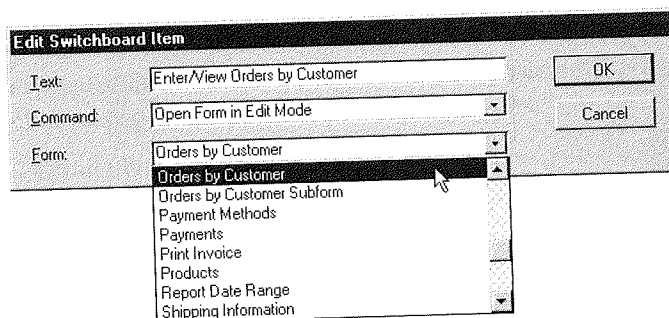 Edit Switchboard Item
Text: Enter/View Orders by Customer OK
Command: Open Form in Edit Mode Cancel
Form: Orders by Customer
Orders by Customer
Orders by Customer Subform
Payment Methods
Payments
Print Invoice
Products
Report Date Range
Shipping Information